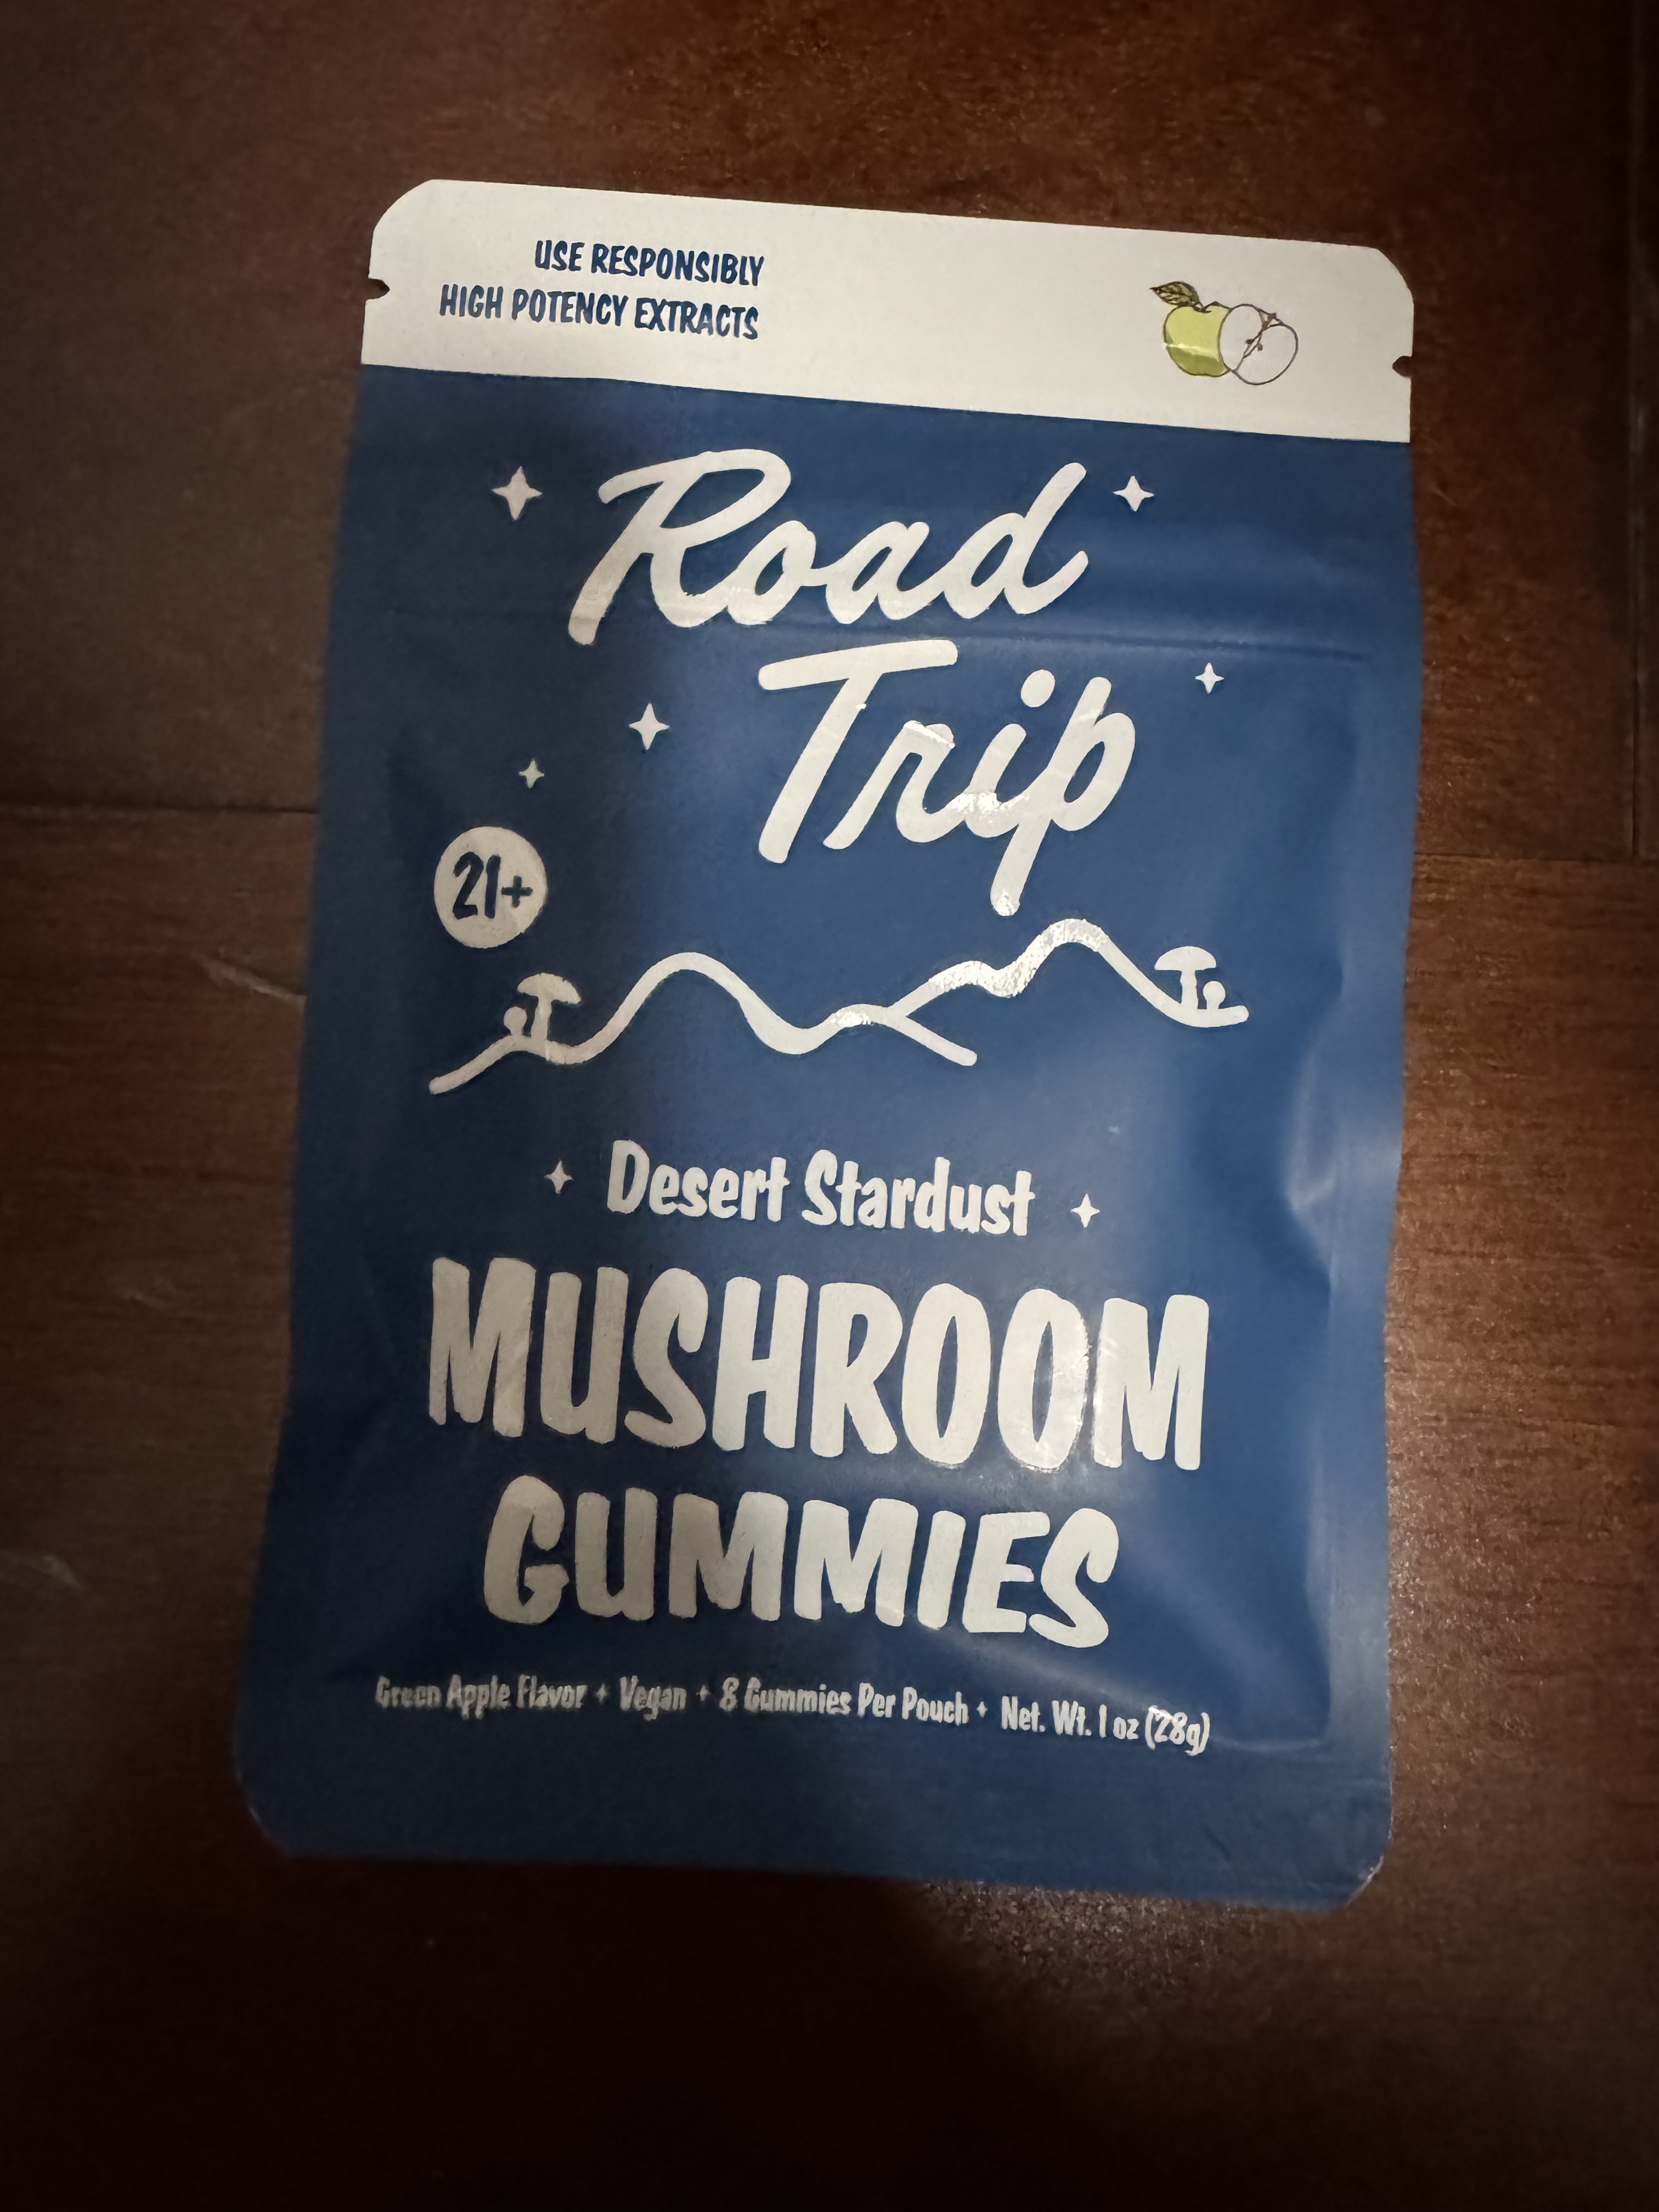 USE RESPONSIBLY
HIGH POTENCY EXTRACTS
Road
Trip
21+
Desert Stardust
MUSHROOM
GUMMIES
Green Apple Flavor + Vegan + 8 Gummies Per Pouch + Net. Wt. 1 oz (28g)